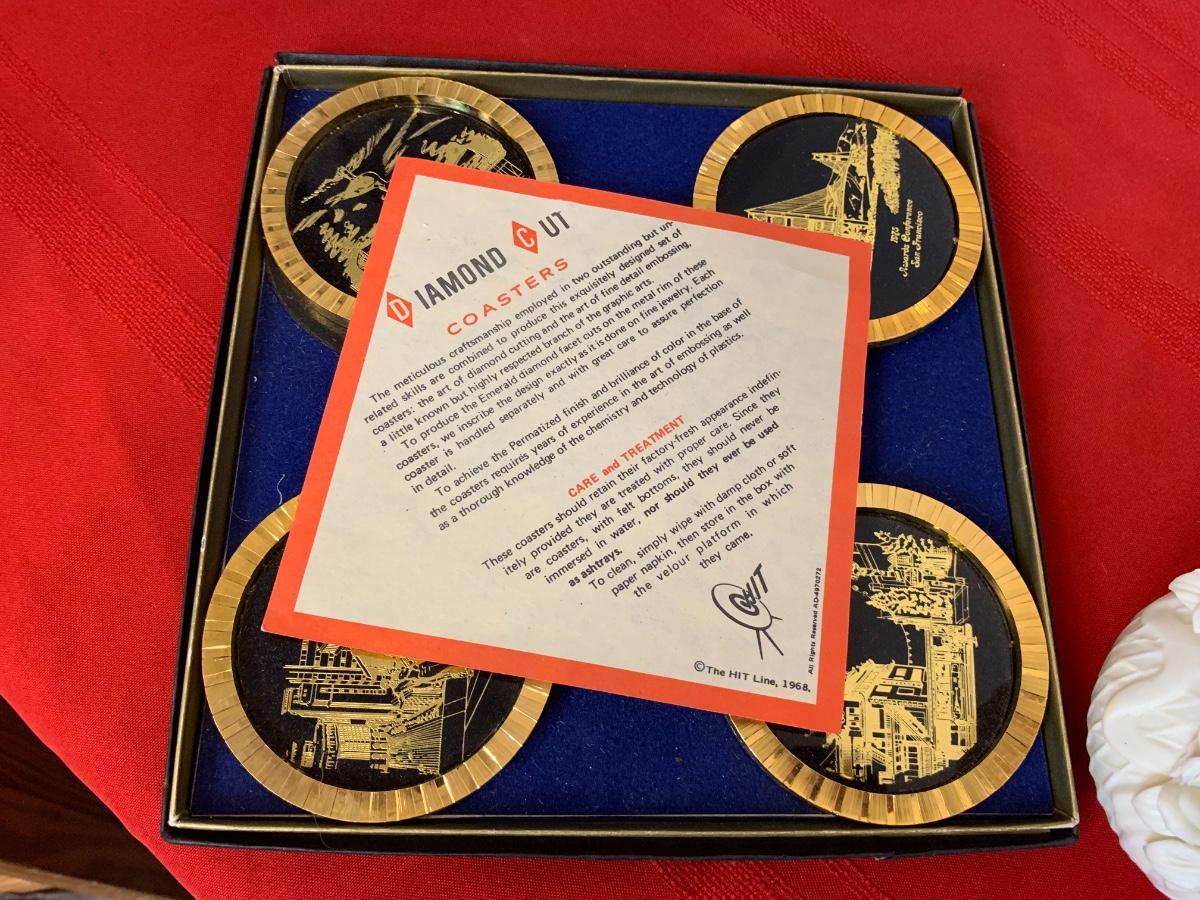 DIAMOND CUT
COASTERS
The meticulous craftsmanship employed in two outstanding but un-
related skills are combined to produce this exquisitely designed set of
coasters: the art of diamond cutting and the art of fine detail embossing,
a little known but highly respected branch of the graphic arts.
To produce the Emerald diamond facet cuts on the metal rim of these
coasters, we inscribe the design exactly as it is done on fine jewelry. Each
coaster is handled separately and with great care to assure perfection
in detail.
To achieve the Permatized finish and brilliance of color in the base of
the coasters requires years of experience in the art of embossing as well
as a thorough knowledge of the chemistry and technology of plastics.
CARE and TREATMENT
These coasters should retain their factory-fresh appearance indefin-
itely provided they are treated with proper care. Since they
are coasters, with felt bottoms, they should never be
immersed in water, nor should they ever be used
as ashtrays.
To clean, simply wipe with damp cloth or soft
paper napkin, then store in the box with
the velour platform in which
they came.
HIT
©The HIT Line, 1968.
All Rights Reserved AD-4970272
1975
Awards Conference
San Francisco